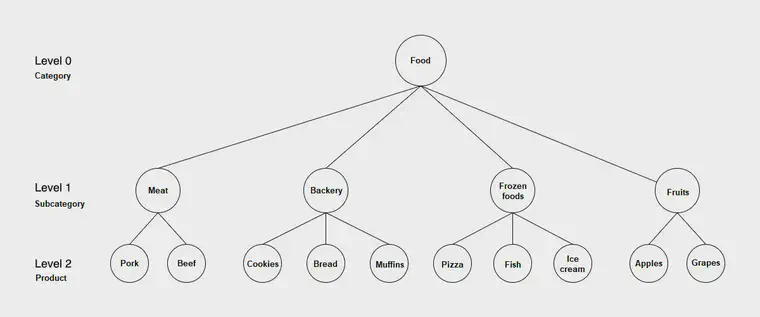 Level 0
Category
Food
Level 1
Subcategory
Meat
Backery
Frozen
foods
Fruits
Level 2
Product
Pork
Beef
Cookies
Bread
Muffins
Pizza
Fish
Ice
cream
Apples
Grapes